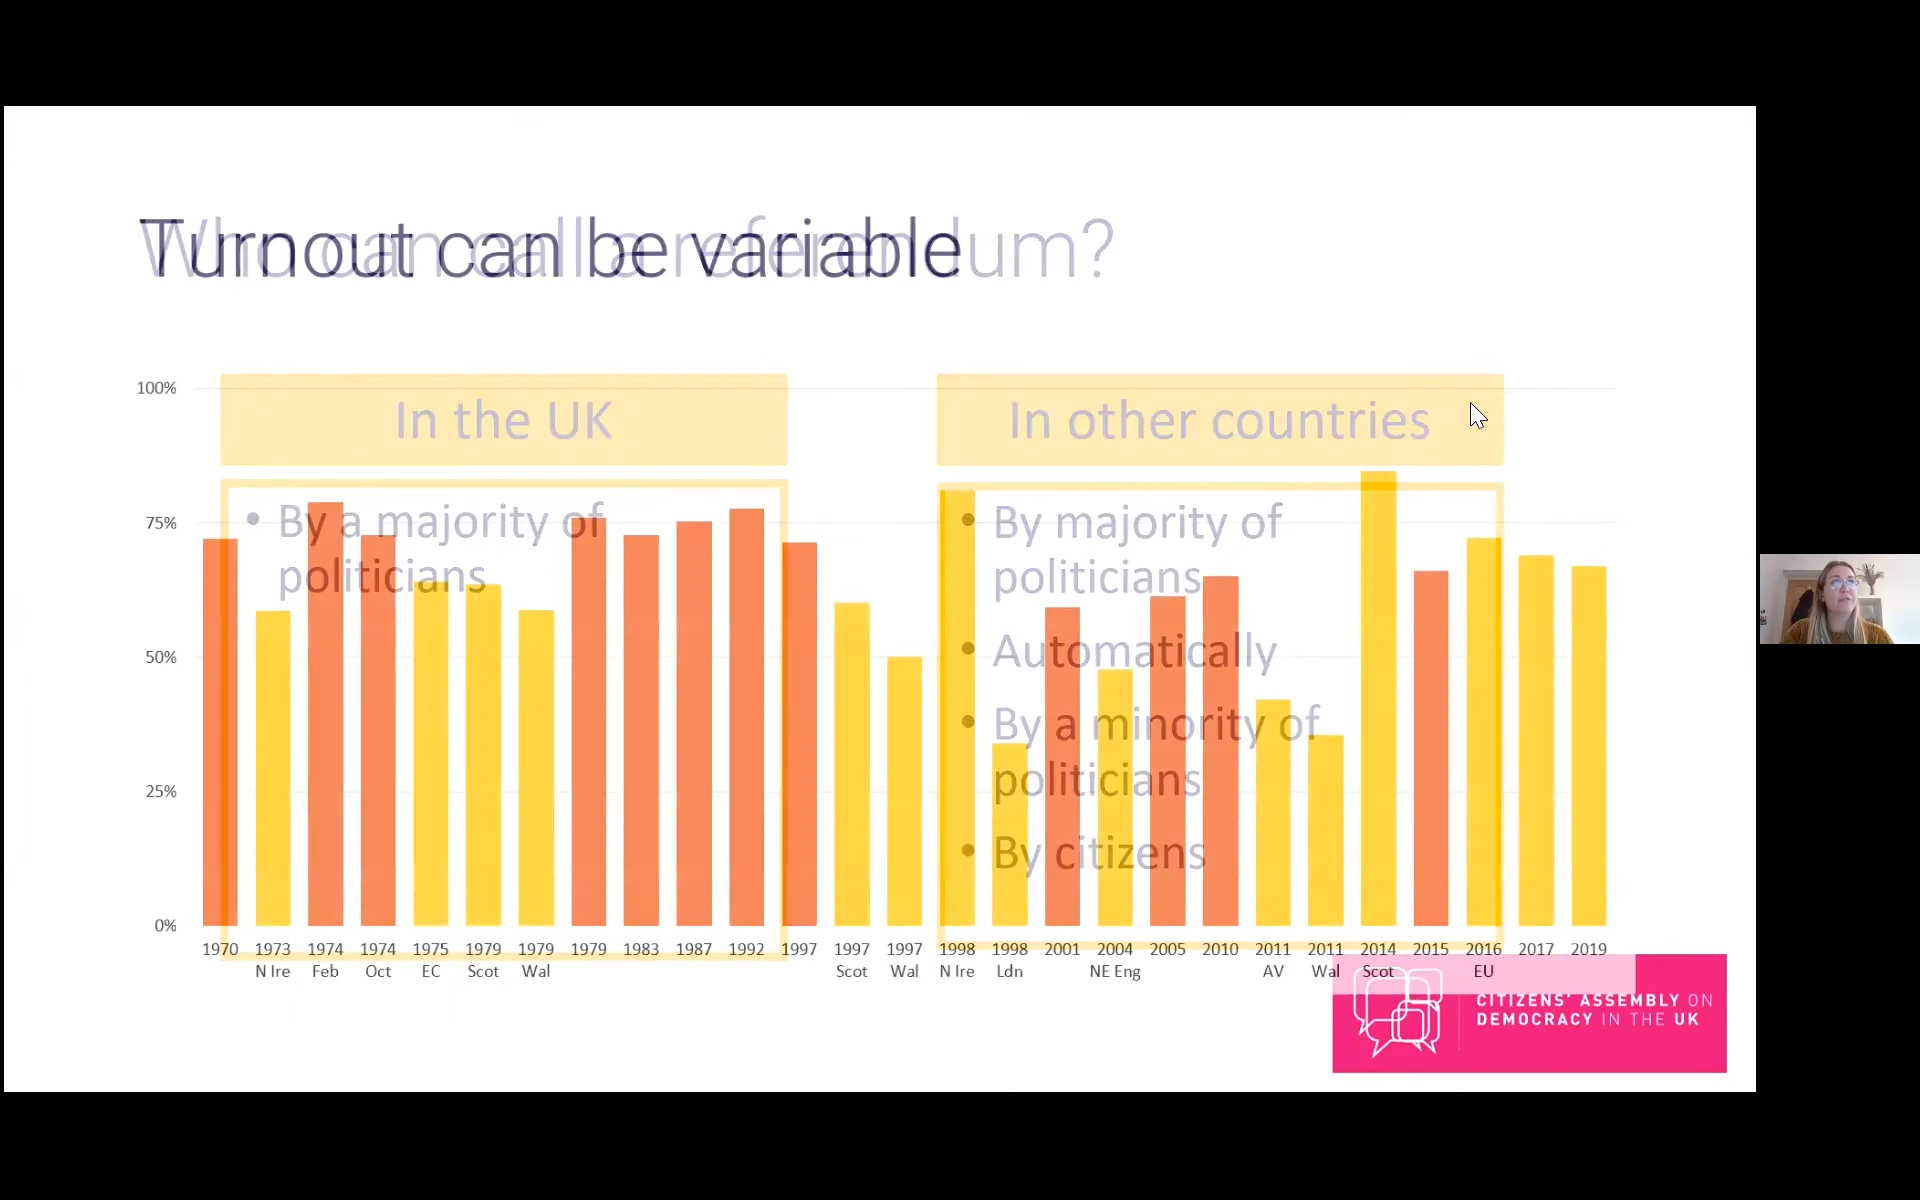 Turnout can be variable
Who can call a referendum?
In the UK
• By a majority of
politicians
In other countries
• By majority of
politicians
• Automatically
• By a minority of
politicians
• By citizens
100%
75%
50%
25%
0%
1970 1973 1974 1974 1975 1979 1979 1979 1983 1987 1992 1997 1997 1997 1998 1998 2001 2004 2005 2010 2011 2011 2014 2015 2016 2017 2019
N Ire Feb Oct EC Scot Wal Scot Wal N Ire Ldn NE Eng AV Wal Scot EU
CITIZENS' ASSEMBLY ON
DEMOCRACY IN THE UK